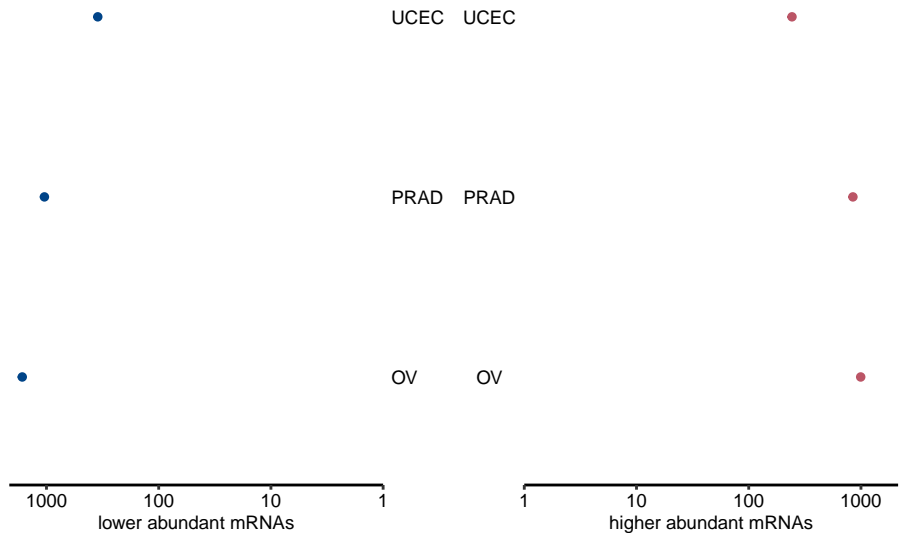 UCEC UCEC
PRAD PRAD
OV OV
1000 100 10 1 1 10 100 1000
lower abundant mRNAs higher abundant mRNAs